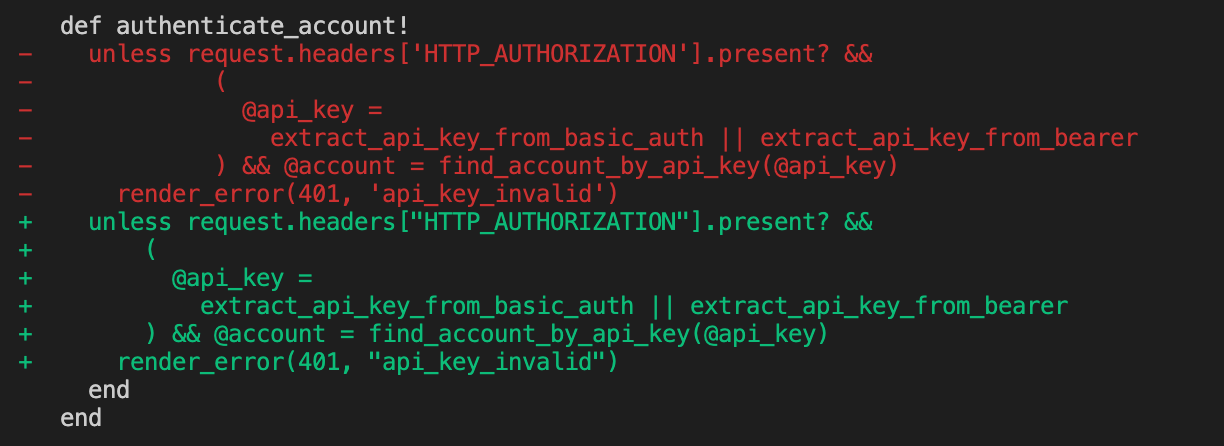 def authenticate_account!
-     unless request.headers['HTTP_AUTHORIZATION'].present? &&
-              (
-                @api_key =
-                  extract_api_key_from_basic_auth || extract_api_key_from_bearer
-              ) && @account = find_account_by_api_key(@api_key)
-       render_error(401, 'api_key_invalid')
+     unless request.headers["HTTP_AUTHORIZATION"].present? &&
+         (
+           @api_key =
+             extract_api_key_from_basic_auth || extract_api_key_from_bearer
+         ) && @account = find_account_by_api_key(@api_key)
+       render_error(401, "api_key_invalid")
      end
    end